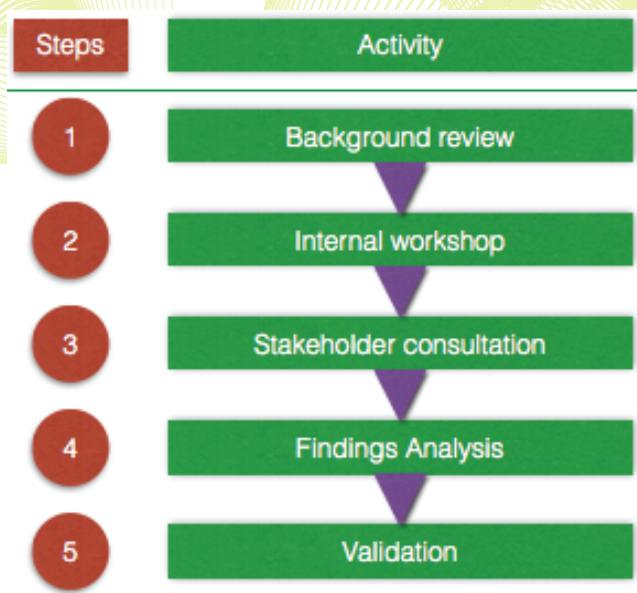 Steps Activity
1 Background review
2 Internal workshop
3 Stakeholder consultation
4 Findings Analysis
5 Validation